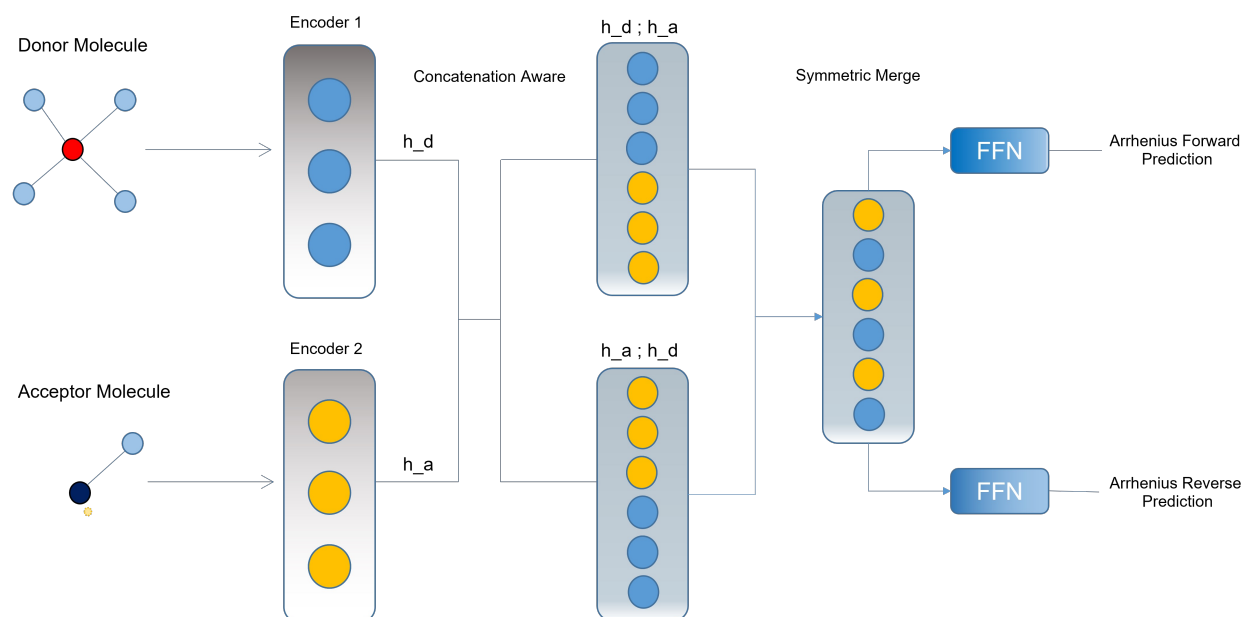 Donor Molecule
Encoder 1
h_d
Concatenation Aware
h_d ; h_a
Symmetric Merge
FFN
Arrhenius Forward
Prediction
Acceptor Molecule
Encoder 2
h_a
h_a ; h_d
FFN
Arrhenius Reverse
Prediction